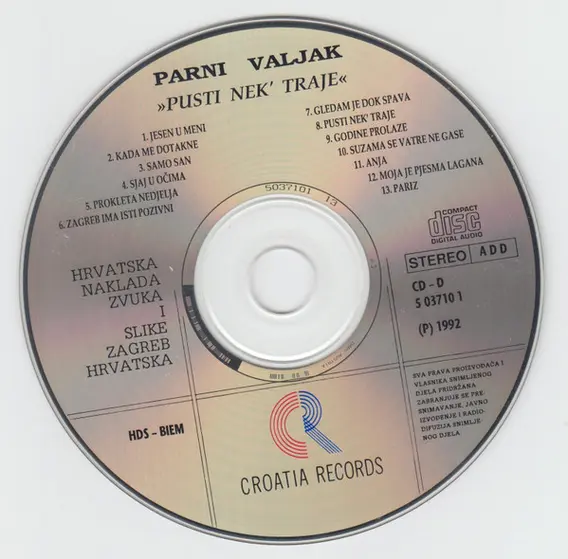 PARNI VALJAK
»PUSTI NEK' TRAJE«
1. JESEN U MENI
2. KADA ME DOTAKNE
3. SAMO SAN
4. SJAJ U OČIMA
5. PROKLETA NEDJELJA
6. ZAGREB IMA ISTI POZIVNI
7. GLEDAM JE DOK SPAVA
8. PUSTI NEK' TRAJE
9. GODINE PROLAZE
10. SUZAMA SE VATRE NE GASE
11. ANJA
12. MOJA JE PJESMA LAGANA
13. PARIZ
5037101 13
COMPACT
disc
DIGITAL AUDIO
STEREO ADD
CD - D
5 03710 1
(P) 1992
HRVATSKA
NAKLADA
ZVUKA
I
SLIKE
ZAGREB
HRVATSKA
HDS - BIEM
SVA PRAVA PROIZVOĐAČA I
VLASNIKA SNIMLJENOG
DJELA PRIDRŽANA
ZABRANJUJE SE PRE-
SNIMAVANJE, JAVNO
IZVOĐENJE I RADIO-
DIFUZIJA SNIMLJE-
NOG DJELA
CROATIA RECORDS